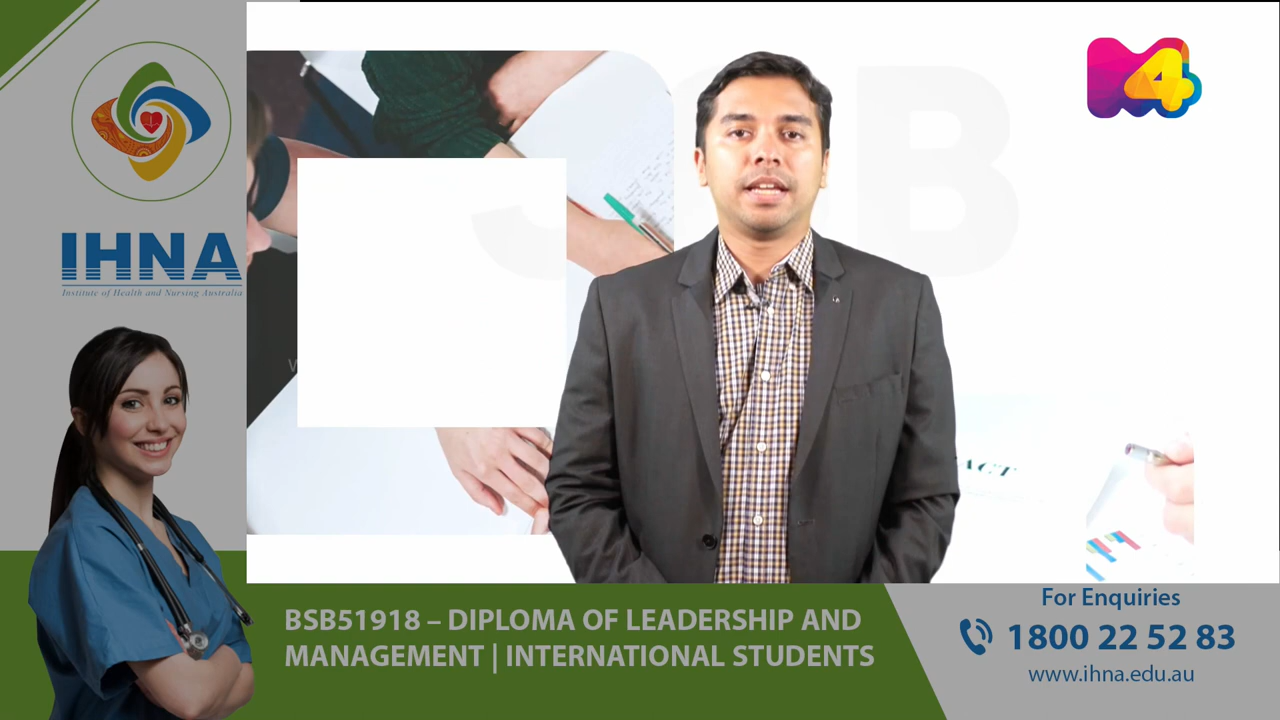 M4
IHNA
Institute of Health and Nursing Australia
BSB51918 – DIPLOMA OF LEADERSHIP AND
MANAGEMENT | INTERNATIONAL STUDENTS
For Enquiries
1800 22 52 83
www.ihna.edu.au